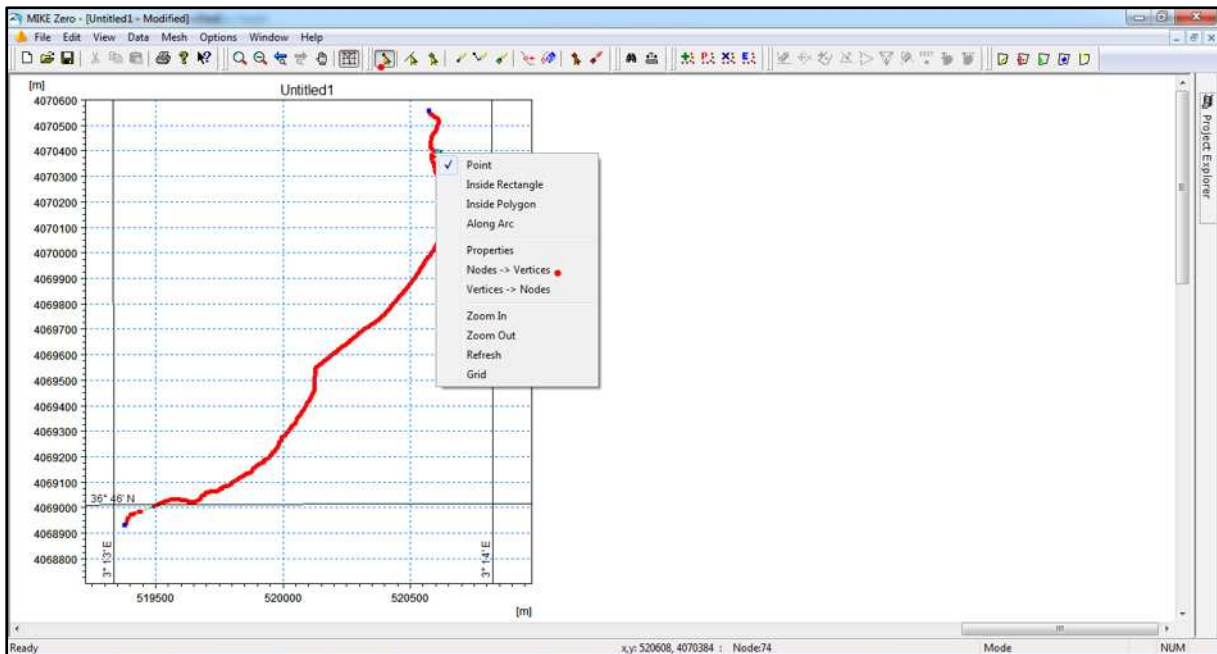 MIKE Zero - [Untitled1 - Modified]
File Edit View Data Mesh Options Window Help
[m]
Untitled1
4070600
4070500
4070400
4070300
4070200
4070100
4070000
4069900
4069800
4069700
4069600
4069500
4069400
4069300
4069200
4069100
4069000
4068900
4068800
36° 46' N
3° 13' E
3° 14' E
519500 520000 520500
[m]
Point
Inside Rectangle
Inside Polygon
Along Arc
Properties
Nodes -> Vertices
Vertices -> Nodes
Zoom In
Zoom Out
Refresh
Grid
Project Explorer
Ready x,y: 520608, 4070384 : Node:74 Mode NUM